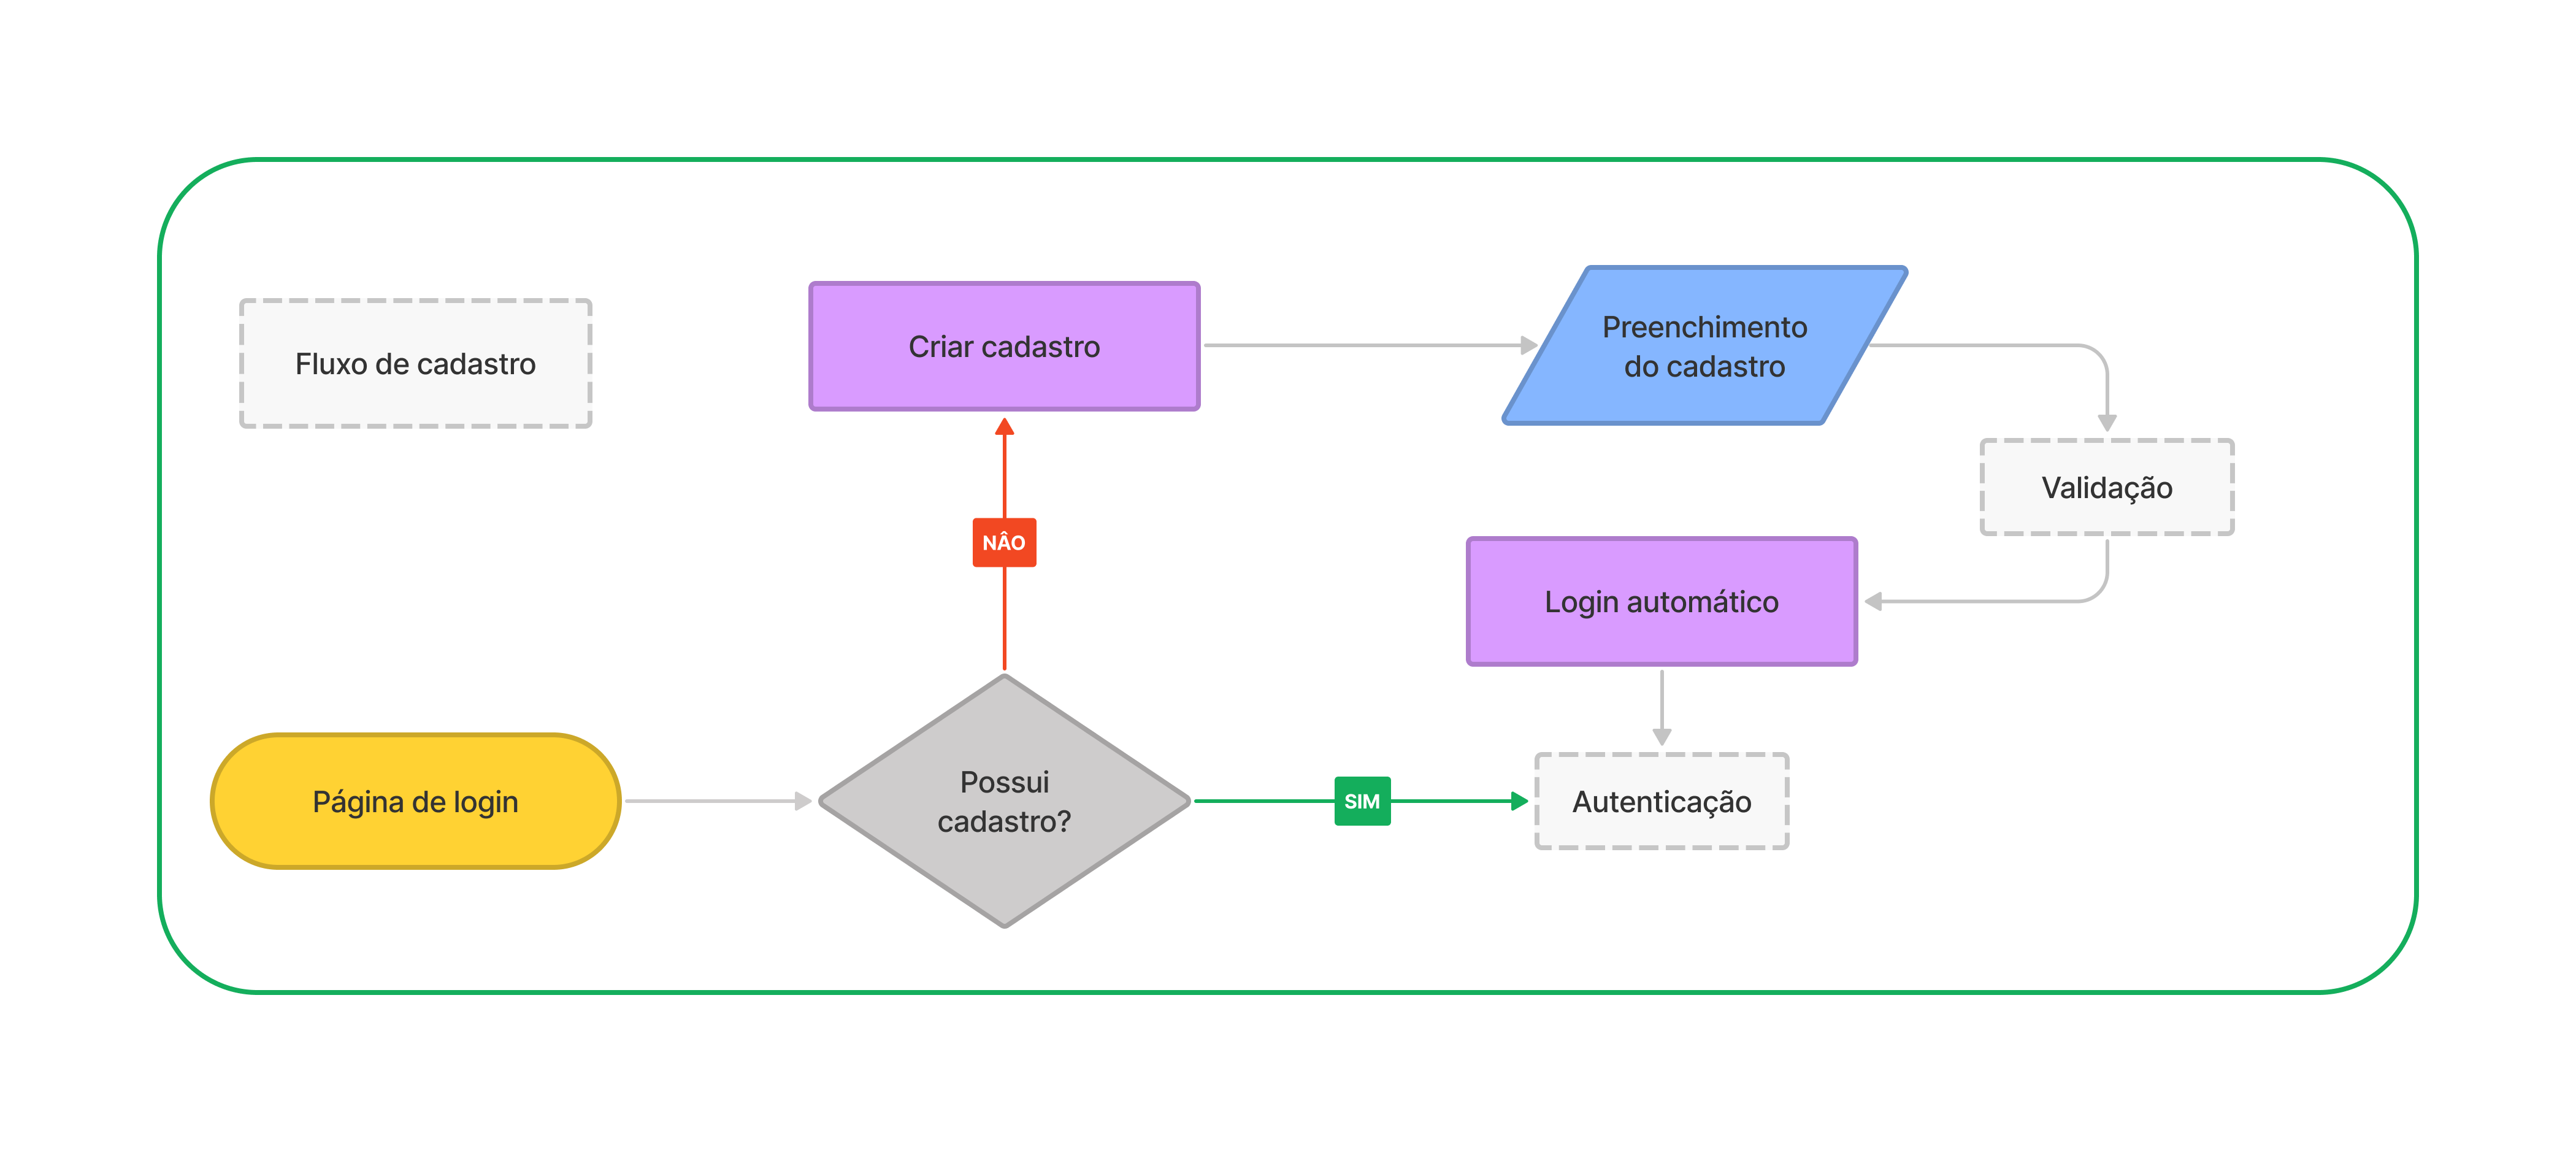 Fluxo de cadastro
Criar cadastro
Preenchimento
do cadastro
Validação
NÂO
Login automático
Página de login
Possui
cadastro?
SIM
Autenticação